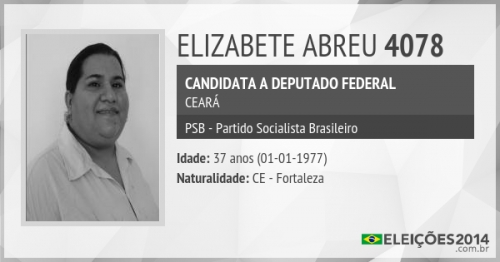 ELIZABETE ABREU 4078
CANDIDATA A DEPUTADO FEDERAL
CEARÁ
PSB - Partido Socialista Brasileiro
Idade: 37 anos (01-01-1977)
Naturalidade: CE - Fortaleza
ELEIÇÕES2014
.com.br